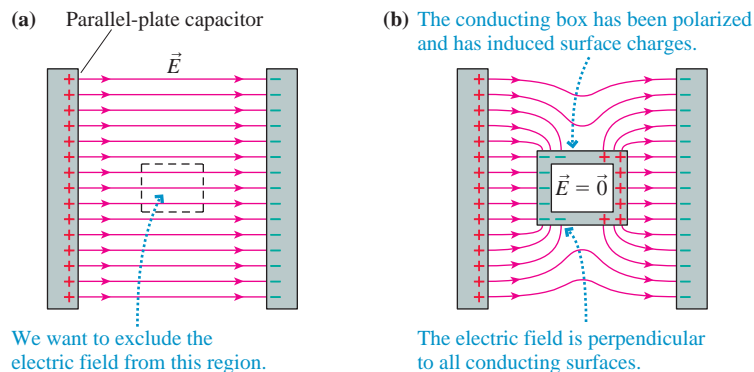 (a) Parallel-plate capacitor
E⃗
We want to exclude the
electric field from this region.
(b) The conducting box has been polarized
and has induced surface charges.
E⃗ = 0⃗
The electric field is perpendicular
to all conducting surfaces.